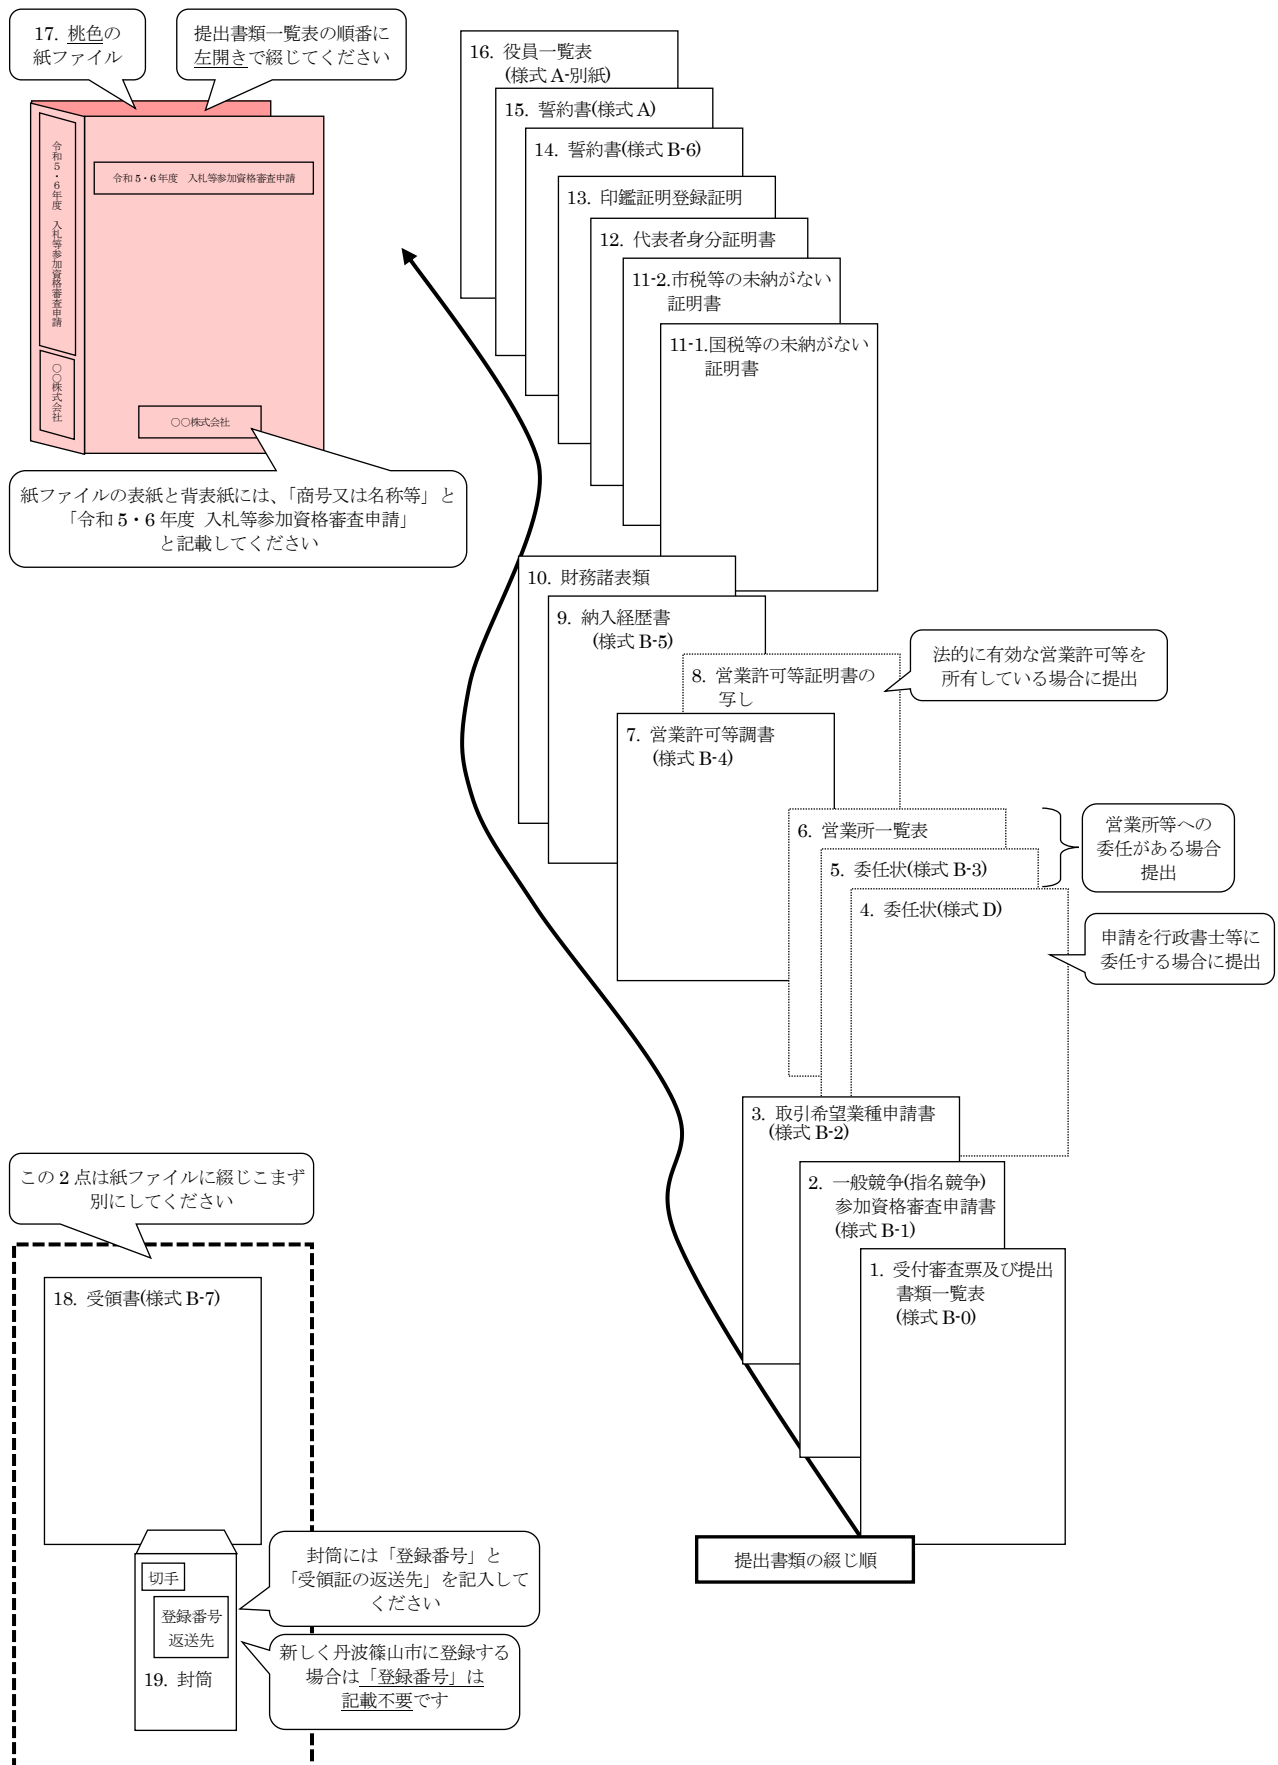 17. 桃色の
紙ファイル
提出書類一覧表の順番に
左開きで綴じてください
令和5・6年度 入札等参加資格審査申請
〇〇株式会社
令和5・6年度 入札等参加資格審査申請
〇〇株式会社
紙ファイルの表紙と背表紙には、「商号又は名称等」と
「令和5・6年度 入札等参加資格審査申請」
と記載してください
16. 役員一覧表
(様式A-別紙)
15. 誓約書(様式A)
14. 誓約書(様式B-6)
13. 印鑑証明登録証明
12. 代表者身分証明書
11-2.市税等の未納がない
証明書
11-1.国税等の未納がない
証明書
10. 財務諸表類
9. 納入経歴書
(様式B-5)
8. 営業許可等証明書の
写し
法的に有効な営業許可等を
所有している場合に提出
7. 営業許可等調書
(様式B-4)
6. 営業所一覧表
5. 委任状(様式B-3)
営業所等への
委任がある場合
提出
4. 委任状(様式D)
申請を行政書士等に
委任する場合に提出
3. 取引希望業種申請書
(様式B-2)
2. 一般競争(指名競争)
参加資格審査申請書
(様式B-1)
1. 受付審査票及び提出
書類一覧表
(様式B-0)
提出書類の綴じ順
この2点は紙ファイルに綴じこまず
別にしてください
18. 受領書(様式B-7)
切手
登録番号
返送先
19. 封筒
封筒には「登録番号」と
「受領証の返送先」を記入して
ください
新しく丹波篠山市に登録する
場合は「登録番号」は
記載不要です